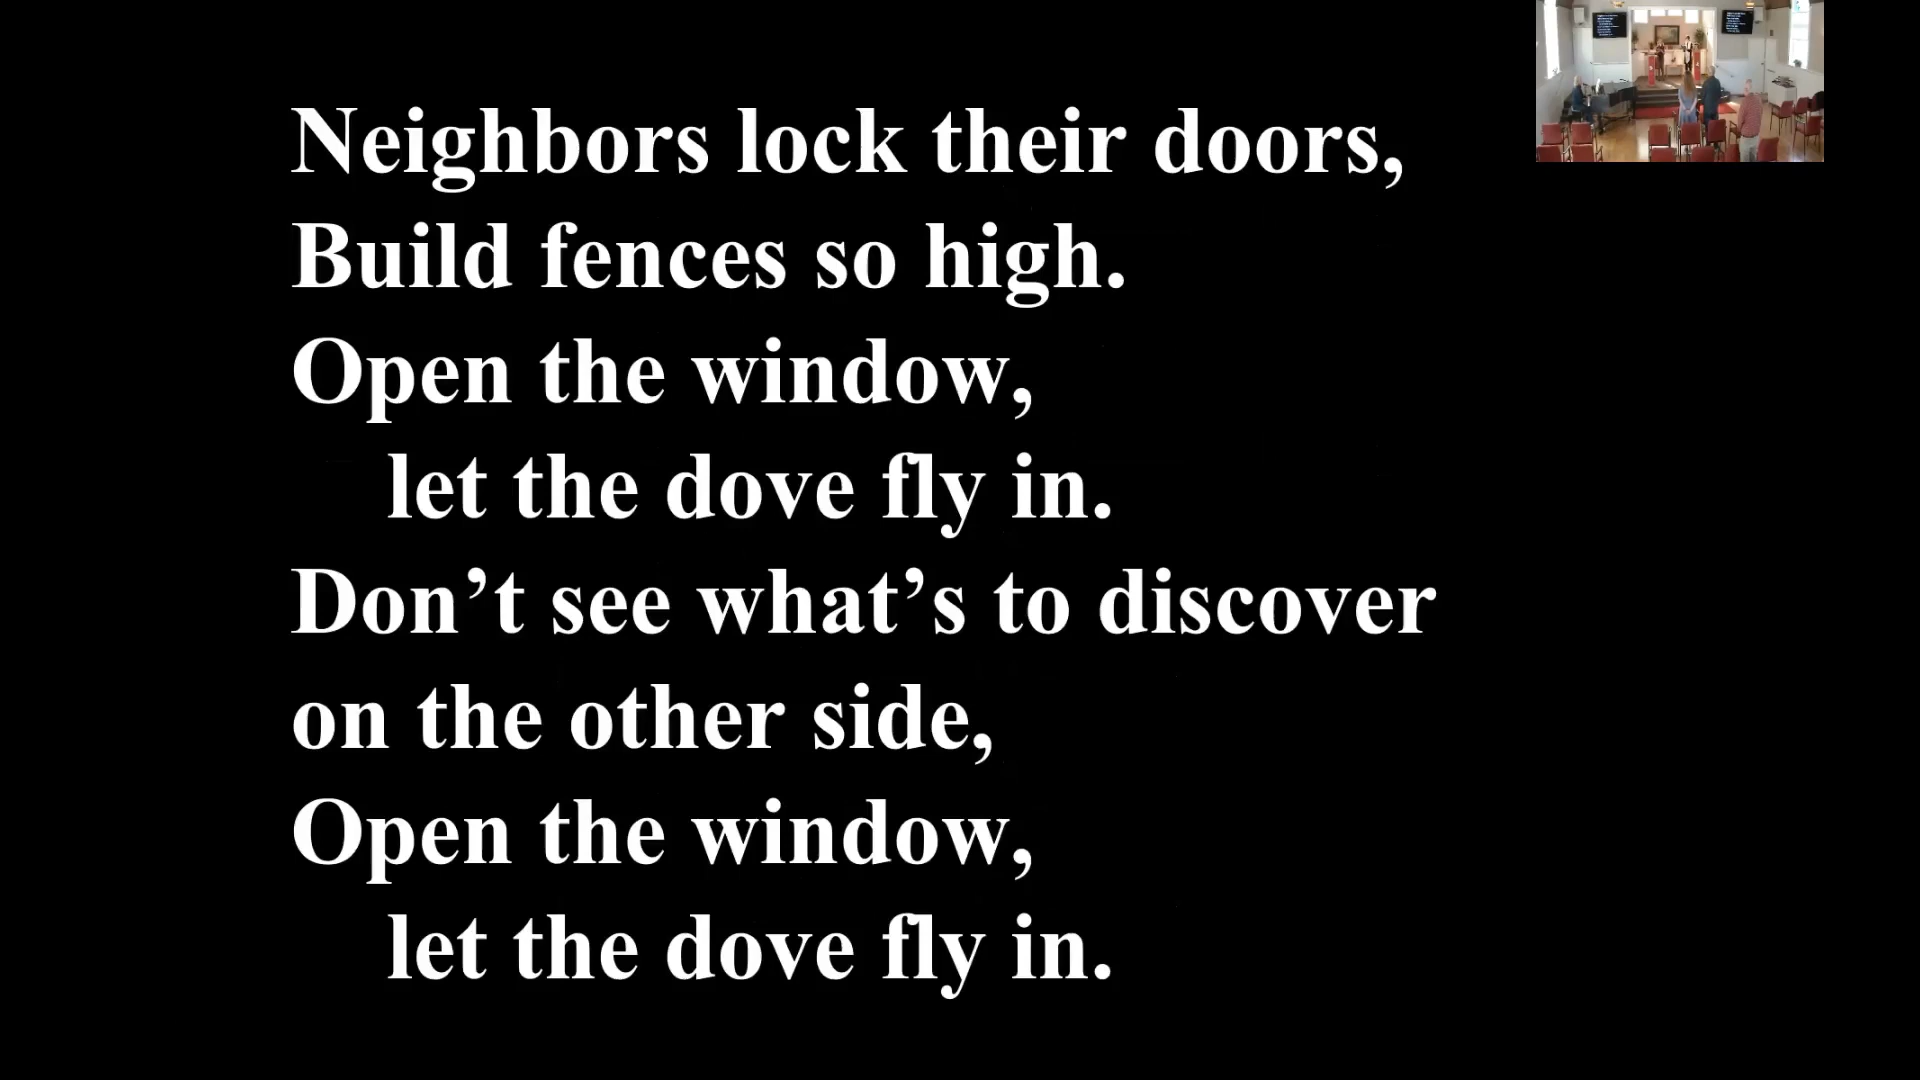 Neighbors lock their doors,
Build fences so high.
Open the window,
let the dove fly in.
Don’t see what’s to discover
on the other side,
Open the window,
let the dove fly in.